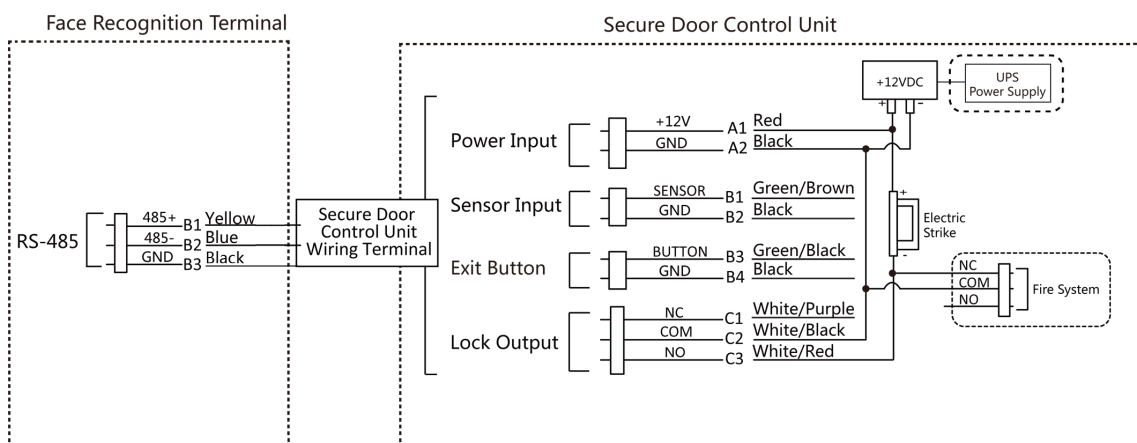 Face Recognition Terminal
Secure Door Control Unit
+12VDC
+ -
UPS
Power Supply
Power Input
+12V A1 Red
GND A2 Black
Sensor Input
SENSOR B1 Green/Brown
GND B2 Black
+
Electric
Strike
-
RS-485
485+ B1 Yellow
485- B2 Blue
GND B3 Black
Secure Door
Control Unit
Wiring Terminal
Exit Button
BUTTON B3 Green/Black
GND B4 Black
NC
COM
NO
Fire System
Lock Output
NC C1 White/Purple
COM C2 White/Black
NO C3 White/Red